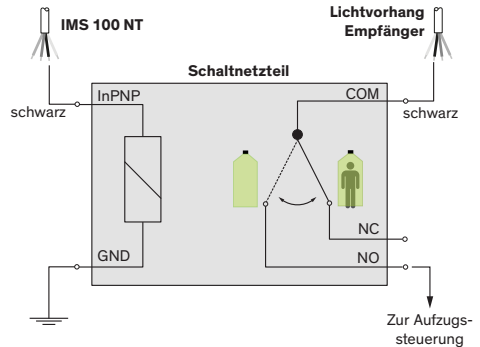 IMS 100 NT
Lichtvorhang
Empfänger
Schaltnetzteil
InPNP
COM
schwarz
schwarz
NC
GND
NO
Zur Aufzugs-
steuerung